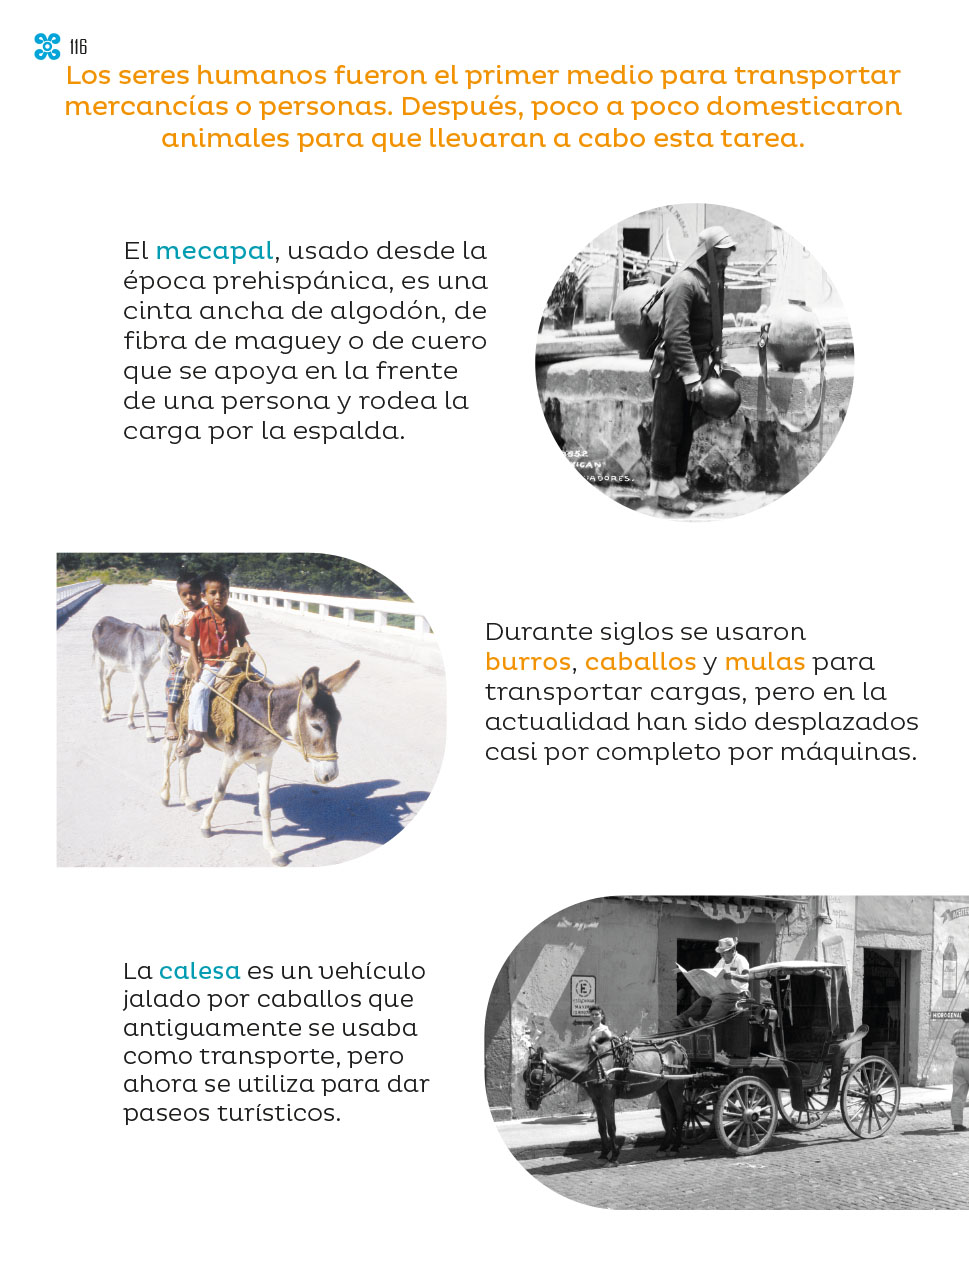 116
Los seres humanos fueron el primer medio para transportar
mercancías o personas. Después, poco a poco domesticaron
animales para que llevaran a cabo esta tarea.
El mecapal, usado desde la
época prehispánica, es una
cinta ancha de algodón, de
fibra de maguey o de cuero
que se apoya en la frente
de una persona y rodea la
carga por la espalda.
Durante siglos se usaron
burros, caballos y mulas para
transportar cargas, pero en la
actualidad han sido desplazados
casi por completo por máquinas.
La calesa es un vehículo
jalado por caballos que
antiguamente se usaba
como transporte, pero
ahora se utiliza para dar
paseos turísticos.
E